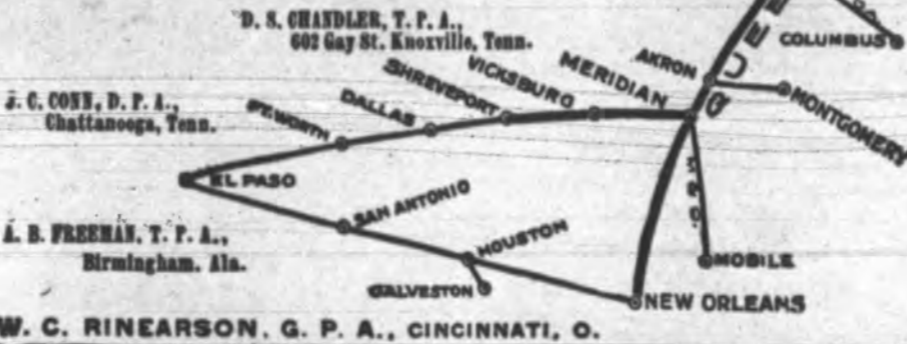 D. S. CHANDLER, T. P. A.,
602 Gay St. Knoxville, Tenn.
COLUMBUS
AKRON
MERIDIAN
VICKSBURG
SHREVEPORT
DALLAS
FT. WORTH
MONTGOMERY
J. C. CONN, D. P. A.,
Chattanooga, Tenn.
EL PASO
SAN ANTONIO
HOUSTON
GALVESTON
M & O.
MOBILE
NEW ORLEANS
A. B. FREEMAN, T. P. A.,
Birmingham, Ala.
W. C. RINEARSON, G. P. A., CINCINNATI, O.